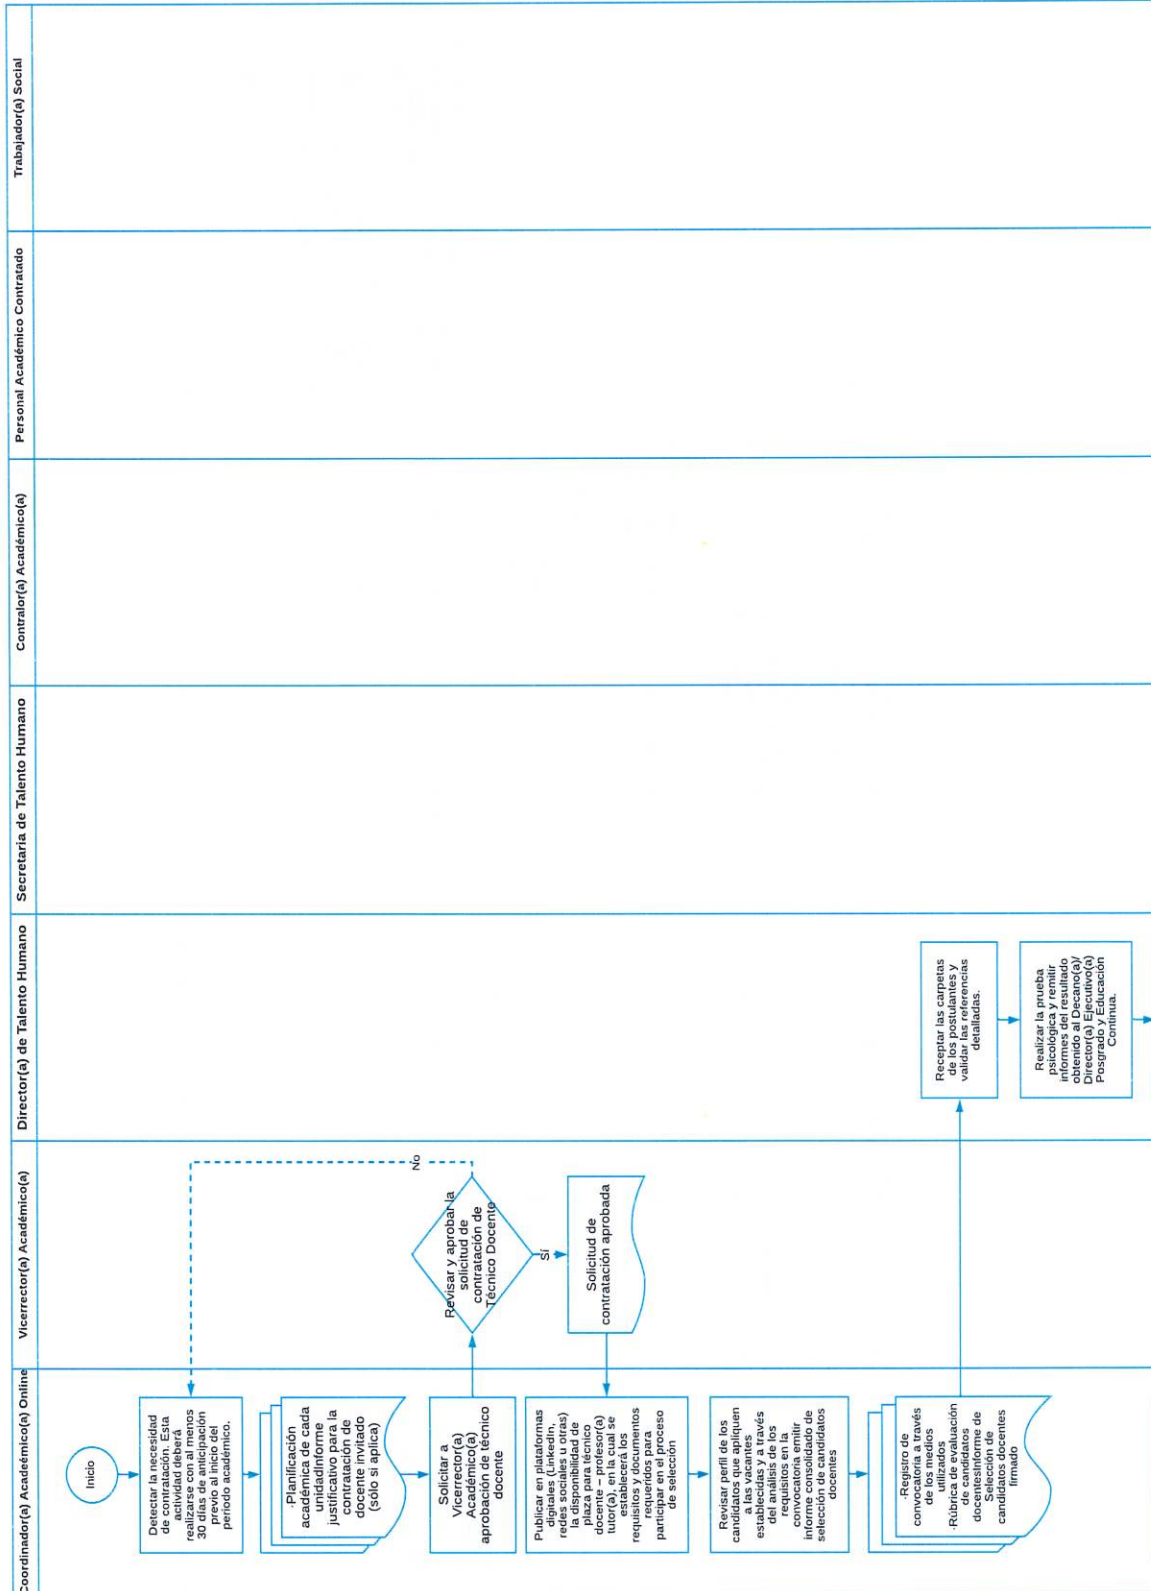 Coordinador(a) Académico(a) Online
Vicerrector(a) Académico(a)
Director(a) de Talento Humano
Secretaria de Talento Humano
Contralor(a) Académico(a)
Personal Académico Contratado
Trabajador(a) Social
Inicio
Detectar la necesidad
de contratación. Esta
actividad deberá
realizarse con al menos
30 días de anticipación
previo al inicio del
periodo académico.
·Planificación
académica de cada
unidadInforme
justificativo para la
contratación de
docente invitado
(sólo si aplica)
Solicitar a
Vicerrector(a)
Académico(a)
aprobación de técnico
docente
Revisar y aprobar la
solicitud de
contratación de
Técnico Docente
No
Sí
Solicitud de
contratación aprobada
Publicar en plataformas
digitales (LinkedIn,
redes sociales u otras)
la disponibilidad de
plaza para técnico
docente – profesor(a)
tutor(a), en la cual se
establecerá los
requisitos y documentos
requeridos para
participar en el proceso
de selección
Revisar perfil de los
candidatos que apliquen
a las vacantes
establecidas y a través
del análisis de los
requisitos en la
convocatoria emitir
informe consolidado de
selección de candidatos
docentes
·Registro de
convocatoria a través
de los medios
utilizados
·Rúbrica de evaluación
de candidatos
docentesInforme de
Selección de
candidatos docentes
firmado
Receptar las carpetas
de los postulantes y
validar las referencias
detalladas.
Realizar la prueba
psicológica y remitir
informes del resultado
obtenido al Decano(a)/
Director(a) Ejecutivo(a)
Posgrado y Educación
Continua.